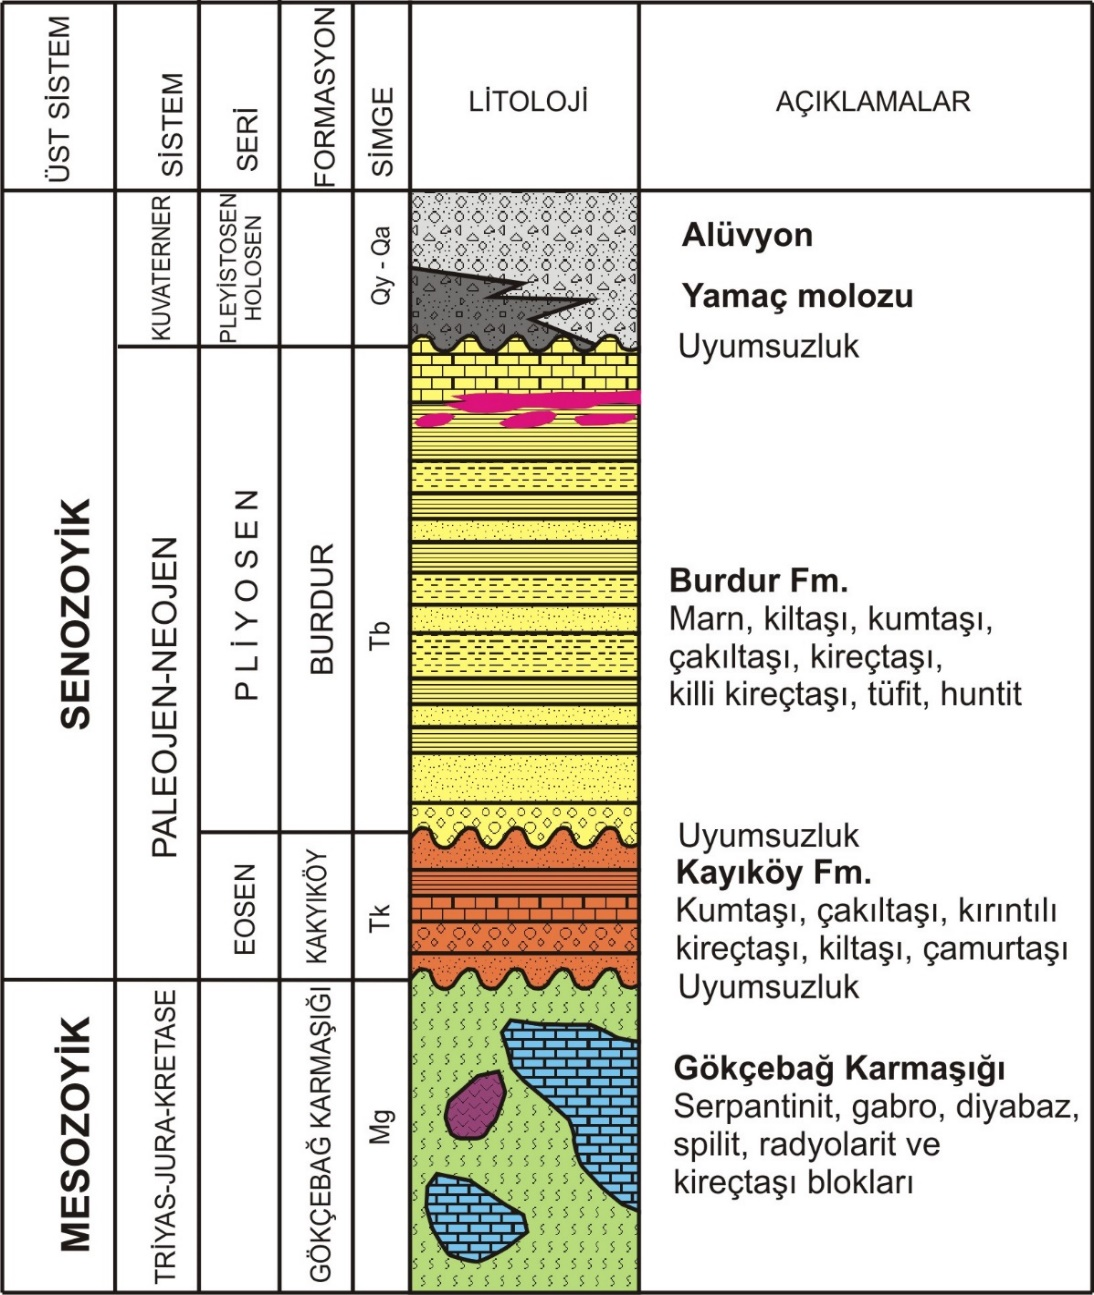 ÜST SİSTEM
SİSTEM
SERİ
FORMASYON
SİMGE
LİTOLOJİ
AÇIKLAMALAR
SENOZOYİK
KUVATERNER
PLEYİSTOSEN
HOLOSEN
Qy - Qa
Alüvyon
Yamaç molozu
Uyumsuzluk
PALEOJEN-NEOJEN
PLİYOSEN
BURDUR
Tb
Burdur Fm.
Marn, kiltaşı, kumtaşı,
çakıltaşı, kireçtaşı,
killi kireçtaşı, tüfit, huntit
Uyumsuzluk
EOSEN
KAKYIKÖY
Tk
Kayıköy Fm.
Kumtaşı, çakıltaşı, kırıntılı
kireçtaşı, kiltaşı, çamurtaşı
Uyumsuzluk
MESOZOYİK
TRİYAS-JURA-KRETASE
GÖKÇEBAĞ KARMAŞIĞI
Mg
Gökçebağ Karmaşığı
Serpantinit, gabro, diyabaz,
spilit, radyolarit ve
kireçtaşı blokları